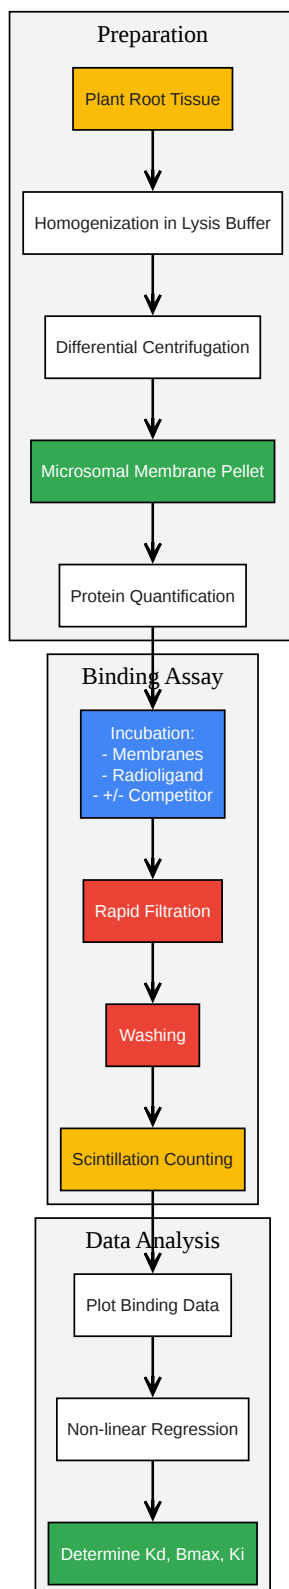 Preparation
Plant Root Tissue
Homogenization in Lysis Buffer
Differential Centrifugation
Microsomal Membrane Pellet
Protein Quantification
Binding Assay
Incubation:
- Membranes
- Radioligand
- +/- Competitor
Rapid Filtration
Washing
Scintillation Counting
Data Analysis
Plot Binding Data
Non-linear Regression
Determine Kd, Bmax, Ki